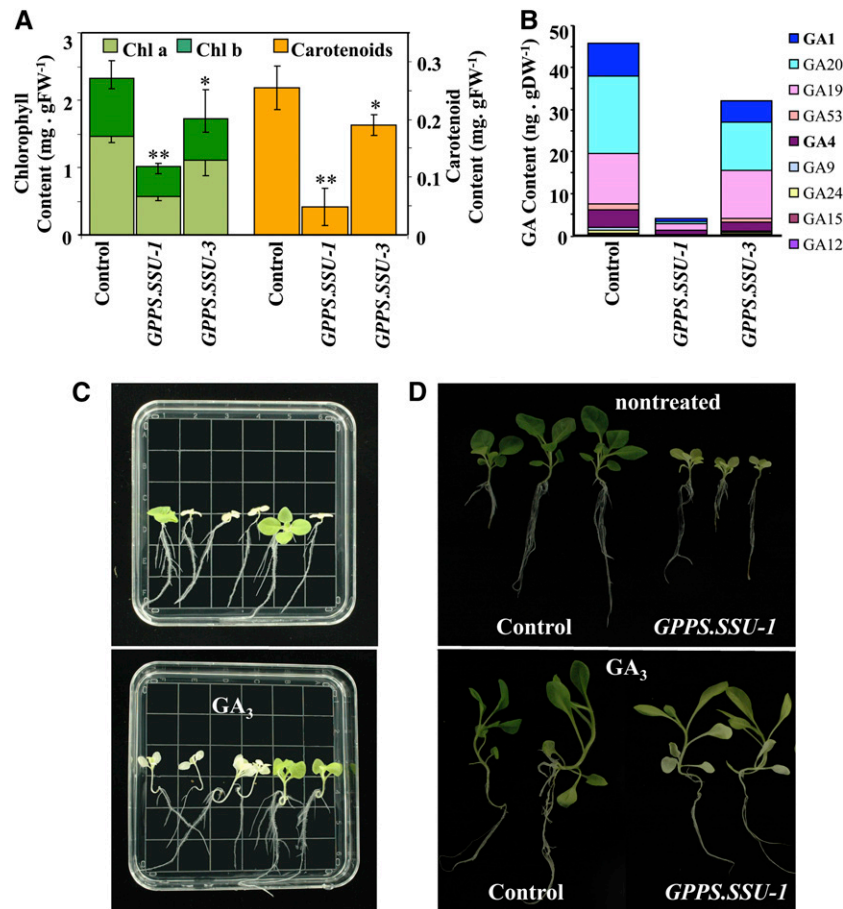 A
3
2
1
0
Chlorophyll
Content (mg . gFW-1)
Chl a
Chl b
Carotenoids
**
*
**
*
0.3
0.2
0.1
0
Carotenoid
Content (mg. gFW-1)
Control
GPPS.SSU-1
GPPS.SSU-3
Control
GPPS.SSU-1
GPPS.SSU-3
B
50
40
30
20
10
0
GA Content (ng . gDW-1)
Control
GPPS.SSU-1
GPPS.SSU-3
GA1
GA20
GA19
GA53
GA4
GA9
GA24
GA15
GA12
C
GA3
D
nontreated
Control
GPPS.SSU-1
GA3
Control
GPPS.SSU-1